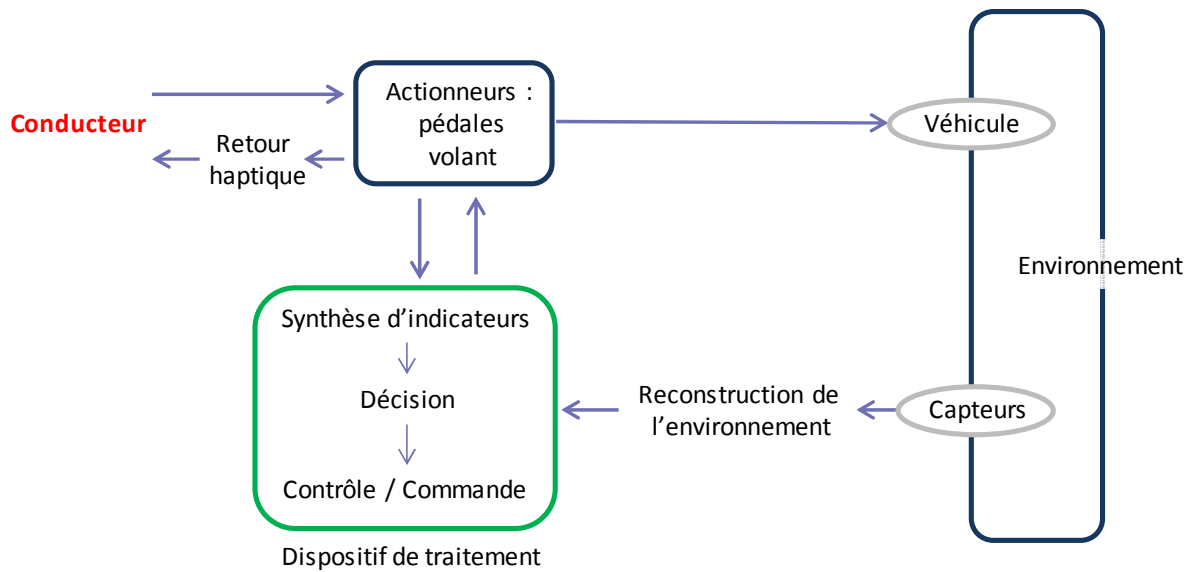 Actionneurs :
pédales
volant
Conducteur
Retour
haptique
Véhicule
Environnement
Synthèse d'indicateurs
Décision
Contrôle / Commande
Reconstruction de
l'environnement
Capteurs
Dispositif de traitement